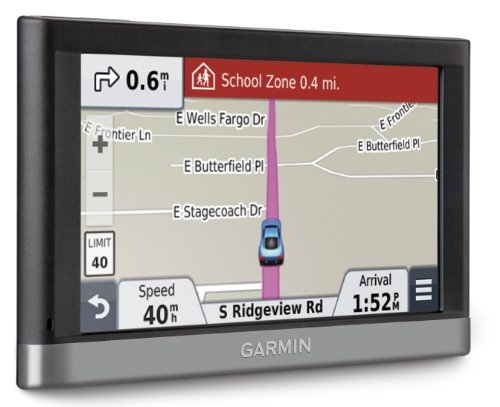 0.6 mi
School Zone 0.4 mi.
E Wells Fargo Dr
E Frontier
E Frontier Ln
E Butterfield Pl
E Butterfield Pl
E Stagecoach Dr
LIMIT
40
Speed
40 mh
S Ridgeview Rd
Arrival
1:52 PM
GARMIN